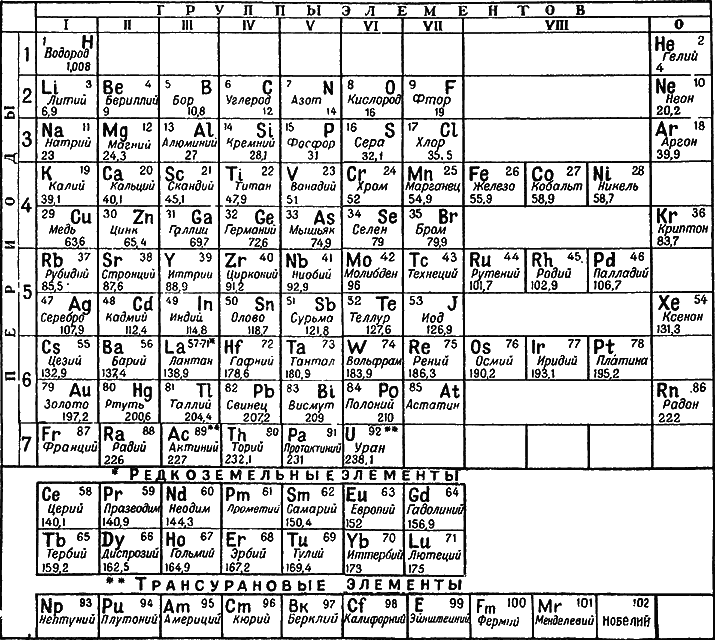 ГРУППЫ ЭЛЕМЕНТОВ
I II III IV V VI VII VIII O
ПЕРИОДЫ
1
1 H Водород 1,008
He 2 Гелий 4
2
Li 3 Литий 6,9
Be 4 Бериллий 9
5 B Бор 10,8
6 C Углерод 12
7 N Азот 14
8 O Кислород 16
9 F Фтор 19
Ne 10 Неон 20,2
3
Na 11 Натрий 23
Mg 12 Магний 24,3
13 Al Алюминий 27
14 Si Кремний 28,1
15 P Фосфор 31
16 S Сера 32,1
17 Cl Хлор 35,5
Ar 18 Аргон 39,9
4
K 19 Калий 39,1
Ca 20 Кальций 40,1
Sc 21 Скандий 45,1
Ti 22 Титан 47,9
V 23 Ванадий 51
Cr 24 Хром 52
Mn 25 Марганец 54,9
Fe 26 Железо 55,9
Co 27 Кобальт 58,9
Ni 28 Никель 58,7
29 Cu Медь 63,6
30 Zn Цинк 65,4
31 Ga Галлий 69,7
32 Ge Германий 72,6
33 As Мышьяк 74,9
34 Se Селен 79
35 Br Бром 79,9
Kr 36 Криптон 83,7
5
Rb 37 Рубидий 85,5
Sr 38 Стронций 87,6
Y 39 Иттрий 88,9
Zr 40 Цирконий 91,2
Nb 41 Ниобий 92,9
Mo 42 Молибден 96
Tc 43 Технеций
Ru 44 Рутений 101,7
Rh 45 Родий 102,9
Pd 46 Палладий 106,7
47 Ag Серебро 107,9
48 Cd Кадмий 112,4
49 In Индий 114,8
50 Sn Олово 118,7
51 Sb Сурьма 121,8
52 Te Теллур 127,6
53 J Иод 126,9
Xe 54 Ксенон 131,3
6
Cs 55 Цезий 132,9
Ba 56 Барий 137,4
La 57-71* Лантан 138,9
Hf 72 Гафний 178,6
Ta 73 Тантал 180,9
W 74 Вольфрам 183,9
Re 75 Рений 186,3
Os 76 Осмий 190,2
Ir 77 Иридий 193,1
Pt 78 Платина 195,2
79 Au Золото 197,2
80 Hg Ртуть 200,6
81 Tl Таллий 204,4
82 Pb Свинец 207,2
83 Bi Висмут 209
84 Po Полоний 210
85 At Астатин
Rn 86 Радон 222
7
Fr 87 Франций
Ra 88 Радий 226
Ac 89** Актиний 227
Th 90 Торий 232,1
Pa 91 Протактиний 231
U 92** Уран 238,1
* РЕДКОЗЕМЕЛЬНЫЕ ЭЛЕМЕНТЫ
Ce 58 Церий 140,1
Pr 59 Празеодим 140,9
Nd 60 Неодим 144,3
Pm 61 Прометий
Sm 62 Самарий 150,4
Eu 63 Европий 152
Gd 64 Гадолиний 156,9
Tb 65 Тербий 159,2
Dy 66 Диспрозий 162,5
Ho 67 Гольмий 164,9
Er 68 Эрбий 167,2
Tu 69 Тулий 169,4
Yb 70 Иттербий 173
Lu 71 Лютеций 175
** ТРАНСУРАНОВЫЕ ЭЛЕМЕНТЫ
Np 93 Нептуний
Pu 94 Плутоний
Am 95 Америций
Cm 96 Кюрий
Вк 97 Берклий
Cf 98 Калифорний
E 99 Эйнштейний
Fm 100 Фермий
Mv 101 Менделевий
102 Нобелий